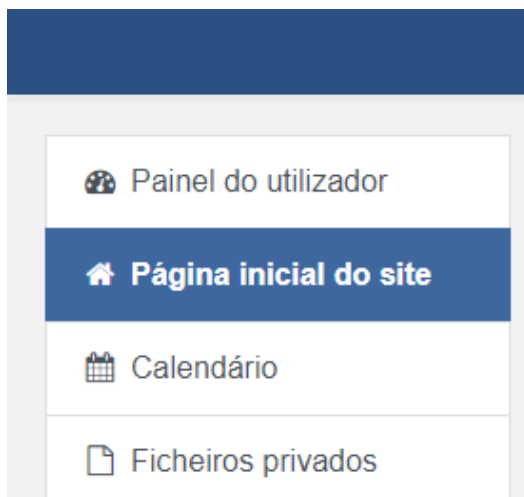 Painel do utilizador
Página inicial do site
Calendário
Ficheiros privados